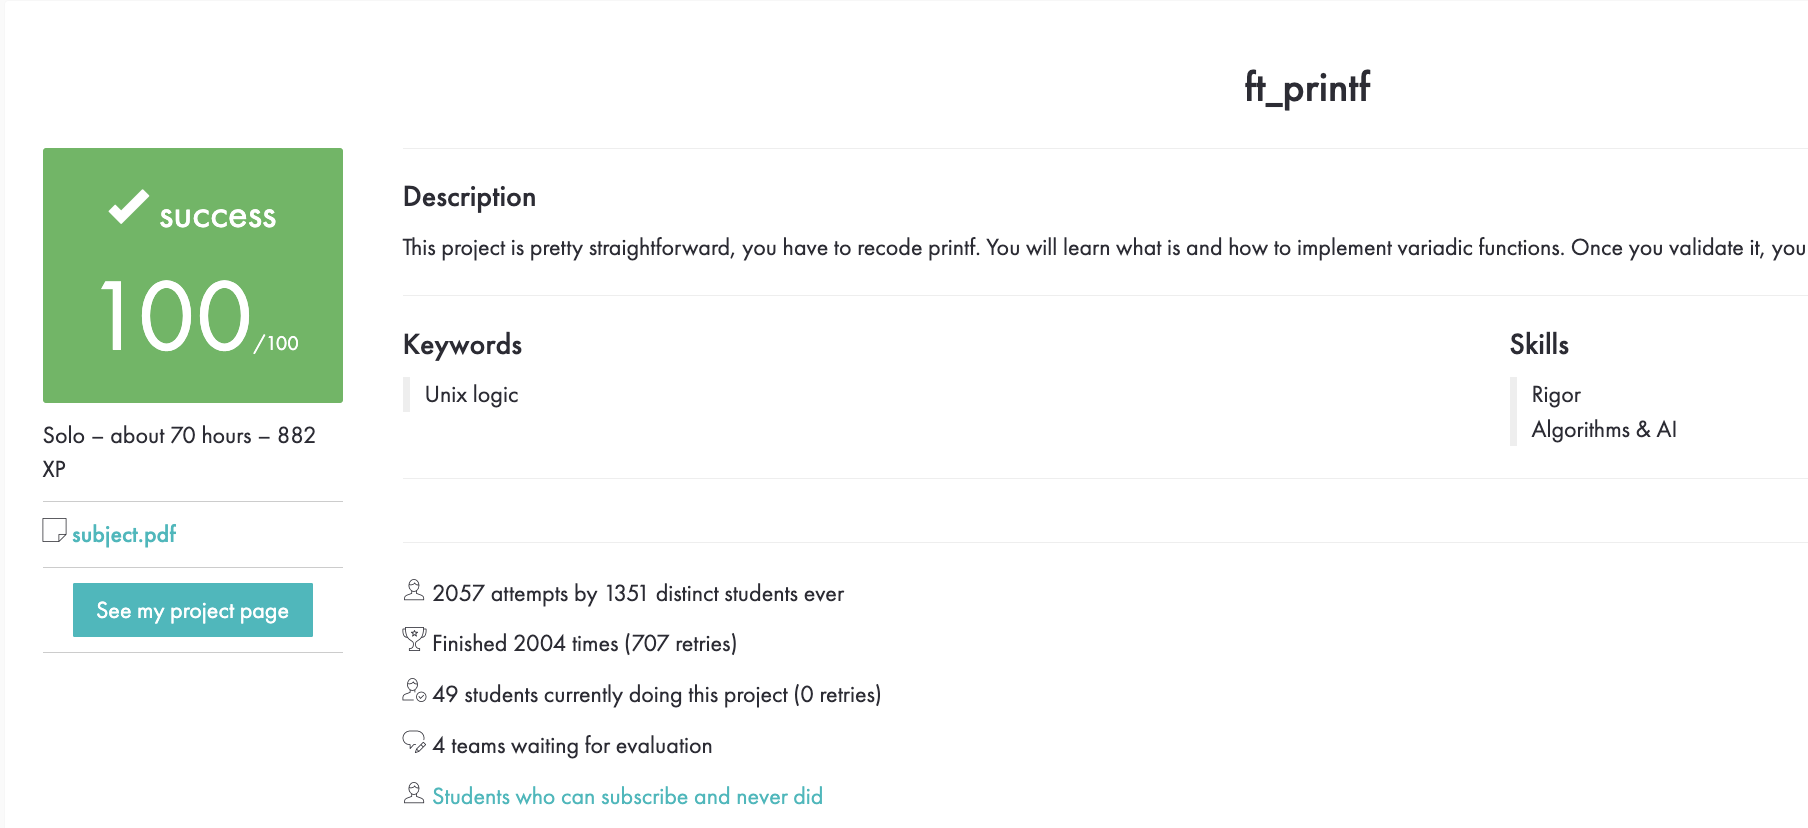 ft_printf
success
100/100
Solo – about 70 hours – 882
XP
subject.pdf
See my project page
Description
This project is pretty straightforward, you have to recode printf. You will learn what is and how to implement variadic functions. Once you validate it, you
Keywords
Unix logic
Skills
Rigor
Algorithms & AI
2057 attempts by 1351 distinct students ever
Finished 2004 times (707 retries)
49 students currently doing this project (0 retries)
4 teams waiting for evaluation
Students who can subscribe and never did